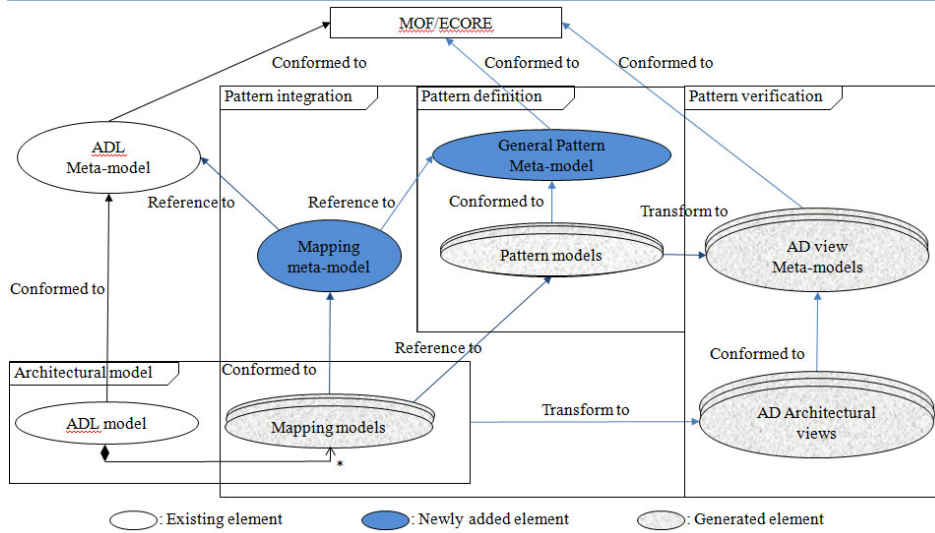 MOF/ECORE
Conformed to
Conformed to
Conformed to
Pattern integration
Pattern definition
Pattern verification
ADL
Meta-model
General Pattern
Meta-model
Reference to
Reference to
Conformed to
Transform to
Mapping
meta-model
Pattern models
AD view
Meta-models
Conformed to
Reference to
Conformed to
Architectural model
Conformed to
ADL model
Mapping models
Transform to
AD Architectural
views
*
: Existing element
: Newly added element
: Generated element